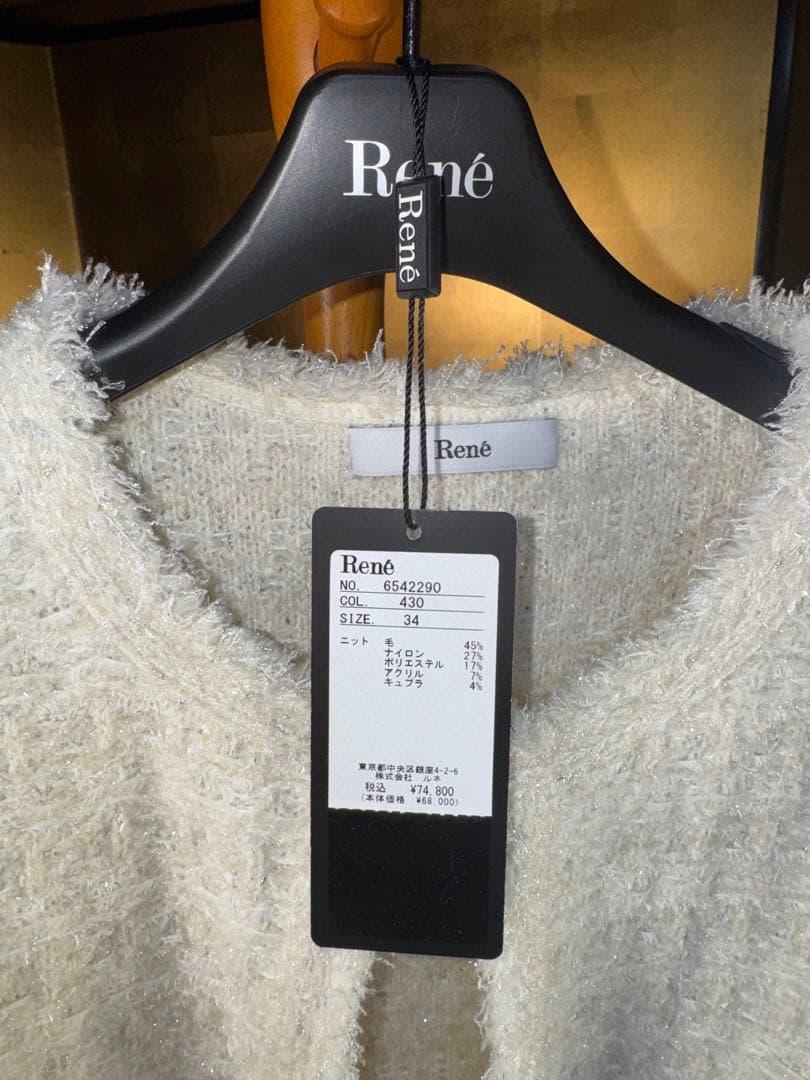 René
René
René
René
NO. 6542290
COL. 430
SIZE. 34
ニット 毛 45%
ナイロン 27%
ポリエステル 17%
アクリル 7%
キュプラ 4%
東京都中央区銀座4-2-6
株式会社 ルネ
税込 ¥74,800
(本体価格 ¥68,000)